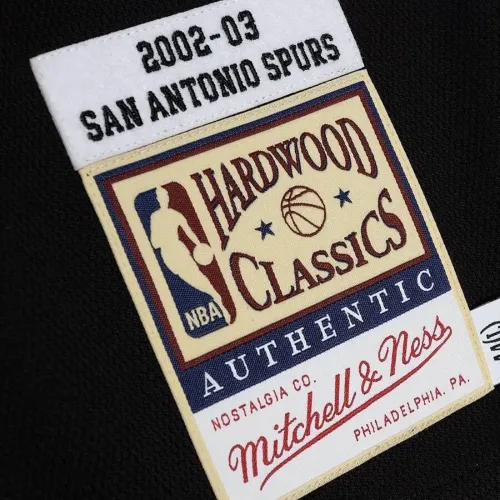 2002-03
SAN ANTONIO SPURS
HARDWOOD
CLASSICS
NBA
AUTHENTIC
NOSTALGIA CO.
Mitchell & Ness
PHILADELPHIA, PA.